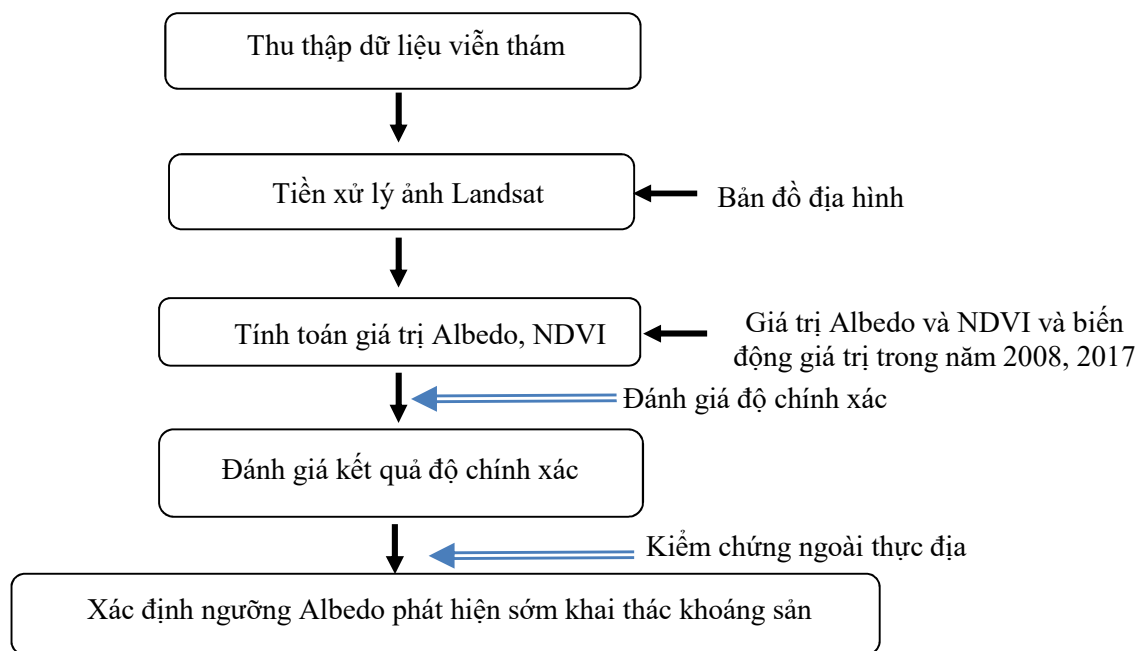 Thu thập dữ liệu viễn thám
Tiền xử lý ảnh Landsat
Bản đồ địa hình
Tính toán giá trị Albedo, NDVI
Giá trị Albedo và NDVI và biến
động giá trị trong năm 2008, 2017
Đánh giá độ chính xác
Đánh giá kết quả độ chính xác
Kiểm chứng ngoài thực địa
Xác định ngưỡng Albedo phát hiện sớm khai thác khoáng sản